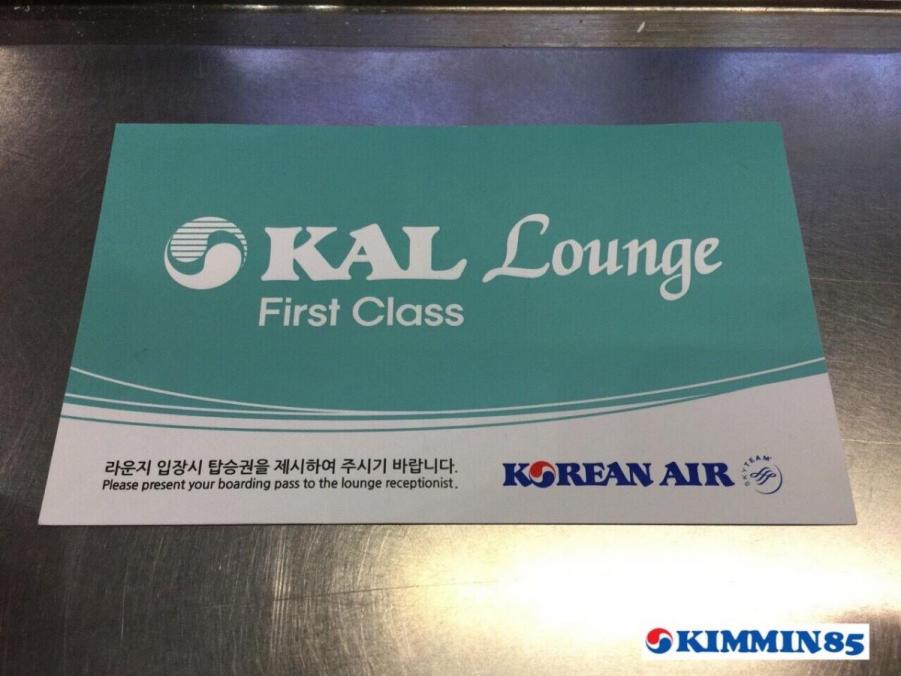 KAL Lounge
First Class
라운지 입장시 탑승권을 제시하여 주시기 바랍니다.
Please present your boarding pass to the lounge receptionist.
KOREAN AIR
SKYTEAM
KIMMIN85